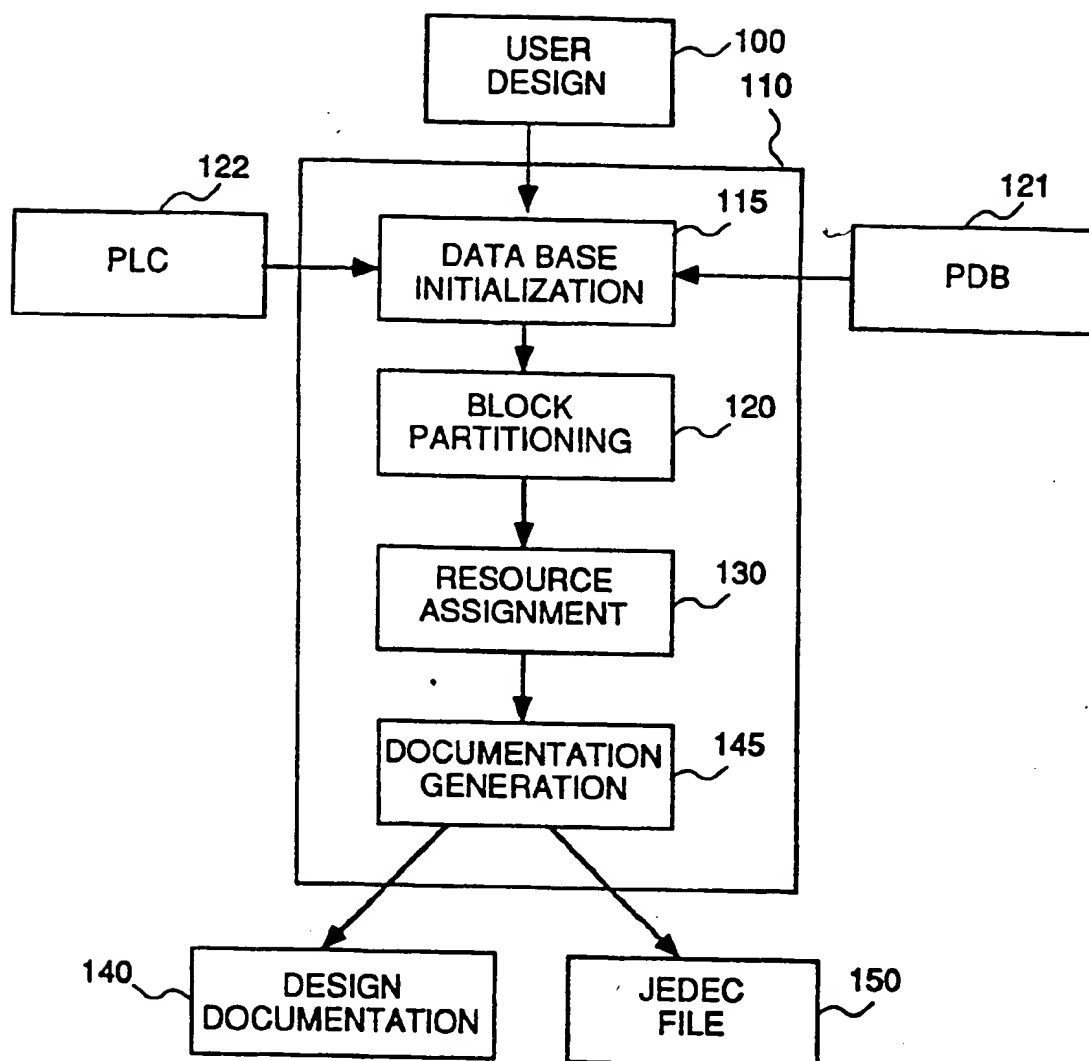 USER
DESIGN
100
110
122
PLC
115
DATA BASE
INITIALIZATION
121
PDB
BLOCK
PARTITIONING
120
RESOURCE
ASSIGNMENT
130
DOCUMENTATION
GENERATION
145
140
DESIGN
DOCUMENTATION
JEDEC
FILE
150